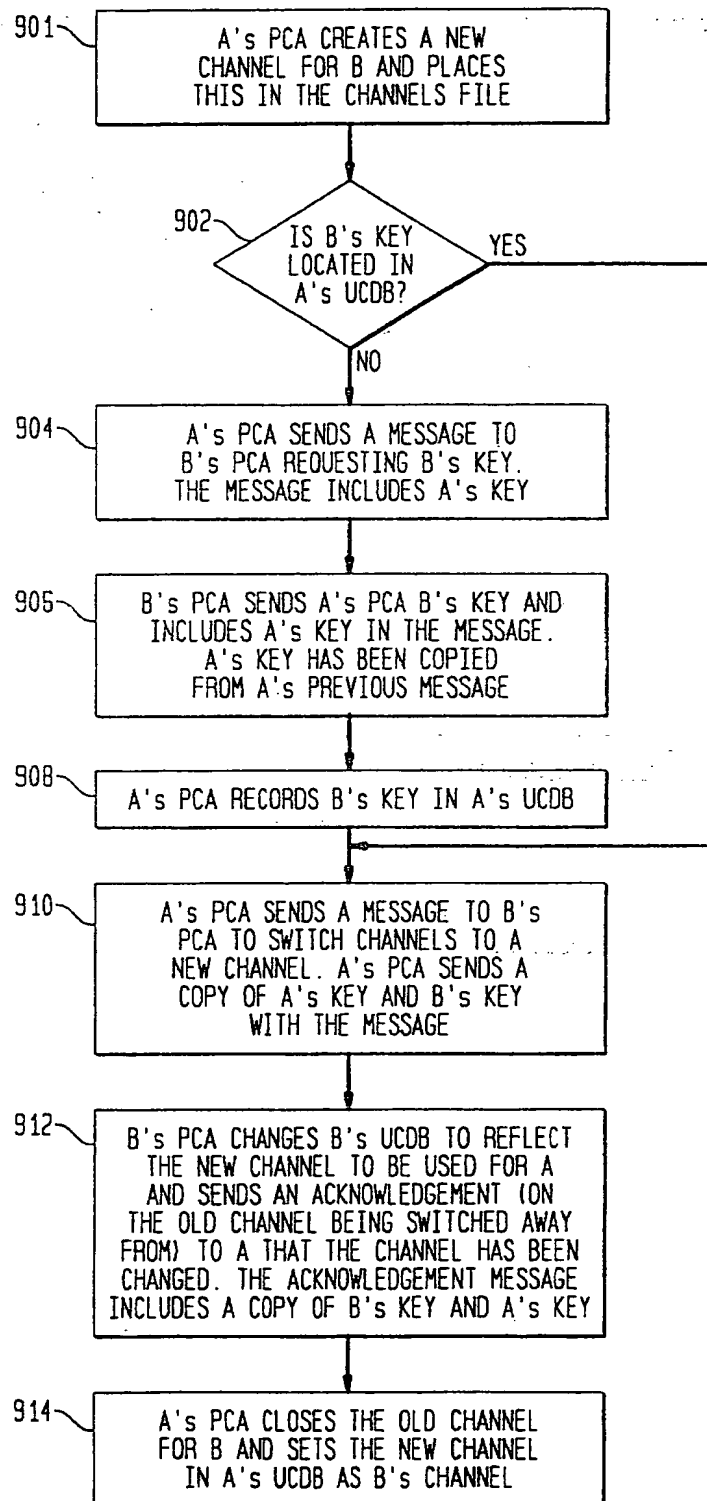 901
A's PCA CREATES A NEW
CHANNEL FOR B AND PLACES
THIS IN THE CHANNELS FILE
902
IS B's KEY
LOCATED IN
A's UCDB?
YES
NO
904
A's PCA SENDS A MESSAGE TO
B's PCA REQUESTING B's KEY.
THE MESSAGE INCLUDES A's KEY
906
B's PCA SENDS A's PCA B's KEY AND
INCLUDES A's KEY IN THE MESSAGE.
A's KEY HAS BEEN COPIED
FROM A's PREVIOUS MESSAGE
908
A's PCA RECORDS B's KEY IN A's UCDB
910
A's PCA SENDS A MESSAGE TO B's
PCA TO SWITCH CHANNELS TO A
NEW CHANNEL. A's PCA SENDS A
COPY OF A's KEY AND B's KEY
WITH THE MESSAGE
912
B's PCA CHANGES B's UCDB TO REFLECT
THE NEW CHANNEL TO BE USED FOR A
AND SENDS AN ACKNOWLEDGEMENT (ON
THE OLD CHANNEL BEING SWITCHED AWAY
FROM) TO A THAT THE CHANNEL HAS BEEN
CHANGED. THE ACKNOWLEDGEMENT MESSAGE
INCLUDES A COPY OF B's KEY AND A's KEY
914
A's PCA CLOSES THE OLD CHANNEL
FOR B AND SETS THE NEW CHANNEL
IN A's UCDB AS B's CHANNEL